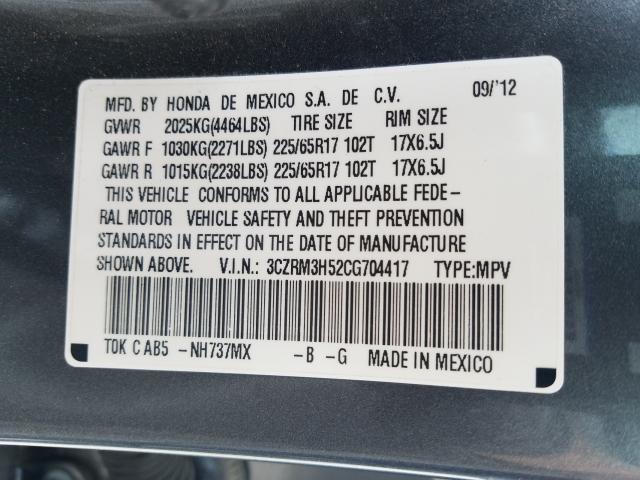 MFD. BY HONDA DE MEXICO S.A. DE C.V. 09/'12
GVWR 2025KG(4464LBS) TIRE SIZE RIM SIZE
GAWR F 1030KG(2271LBS) 225/65R17 102T 17X6.5J
GAWR R 1015KG(2238LBS) 225/65R17 102T 17X6.5J
THIS VEHICLE CONFORMS TO ALL APPLICABLE FEDE-
RAL MOTOR VEHICLE SAFETY AND THEFT PREVENTION
STANDARDS IN EFFECT ON THE DATE OF MANUFACTURE
SHOWN ABOVE. V.I.N.: 3CZRM3H52CG704417 TYPE:MPV
TOK C AB5 -NH737MX -B -G MADE IN MEXICO